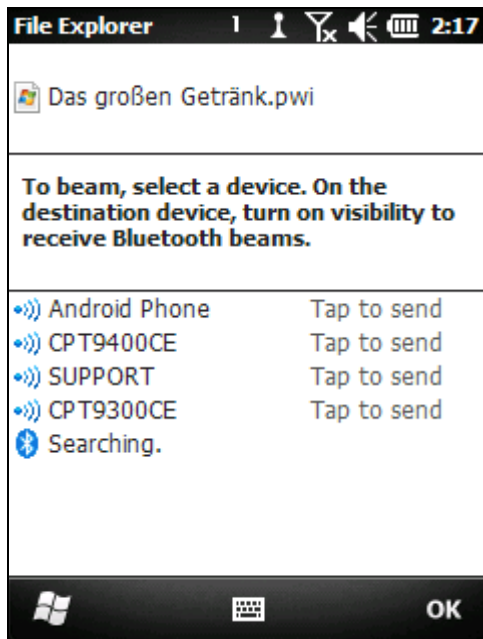 File Explorer 1 2:17
Das großen Getränk.pwi
To beam, select a device. On the
destination device, turn on visibility to
receive Bluetooth beams.
Android Phone Tap to send
CPT9400CE Tap to send
SUPPORT Tap to send
CPT9300CE Tap to send
Searching.
OK